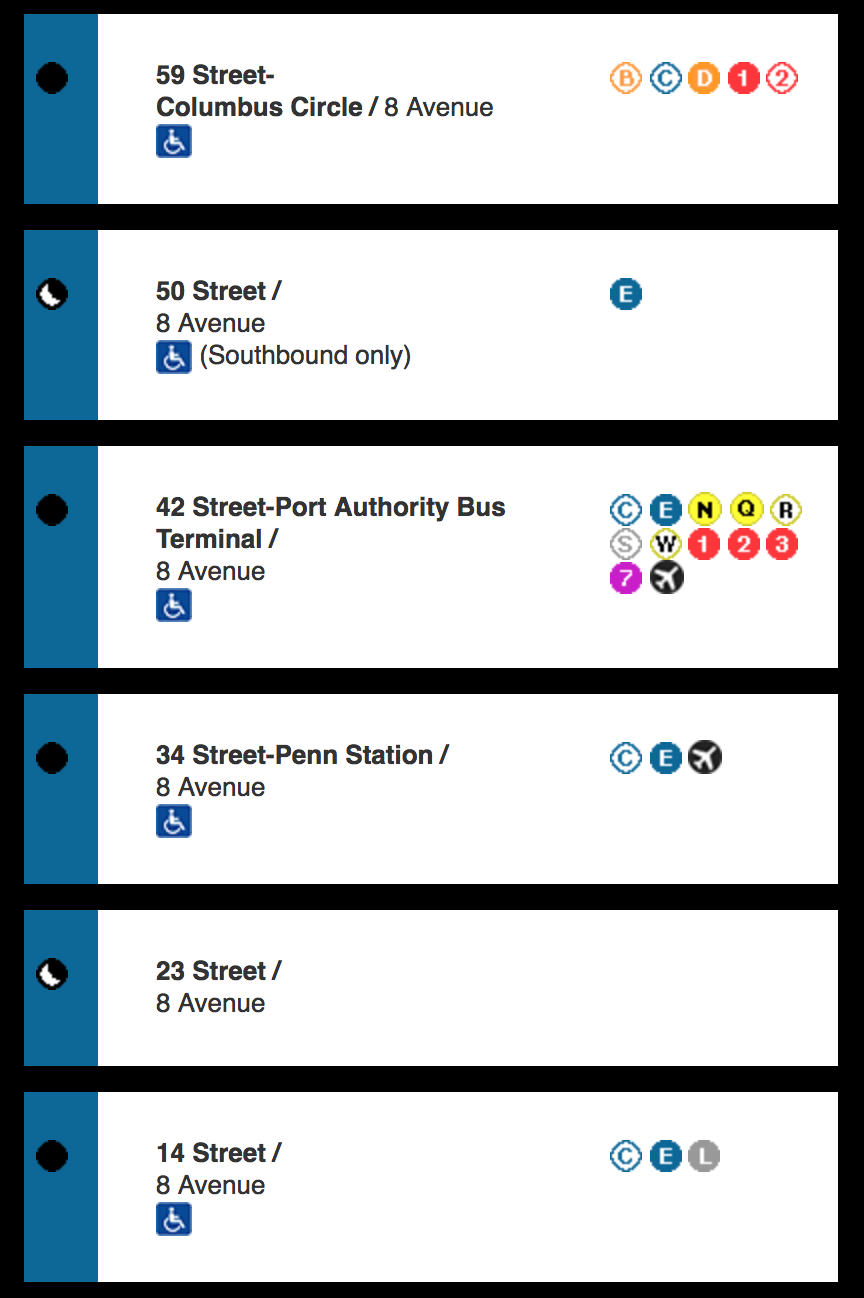 59 Street-
Columbus Circle / 8 Avenue
B C D 1 2
50 Street /
8 Avenue
(Southbound only)
E
42 Street-Port Authority Bus
Terminal /
8 Avenue
C E N Q R
S W 1 2 3
7
34 Street-Penn Station /
8 Avenue
C E
23 Street /
8 Avenue
14 Street /
8 Avenue
C E L